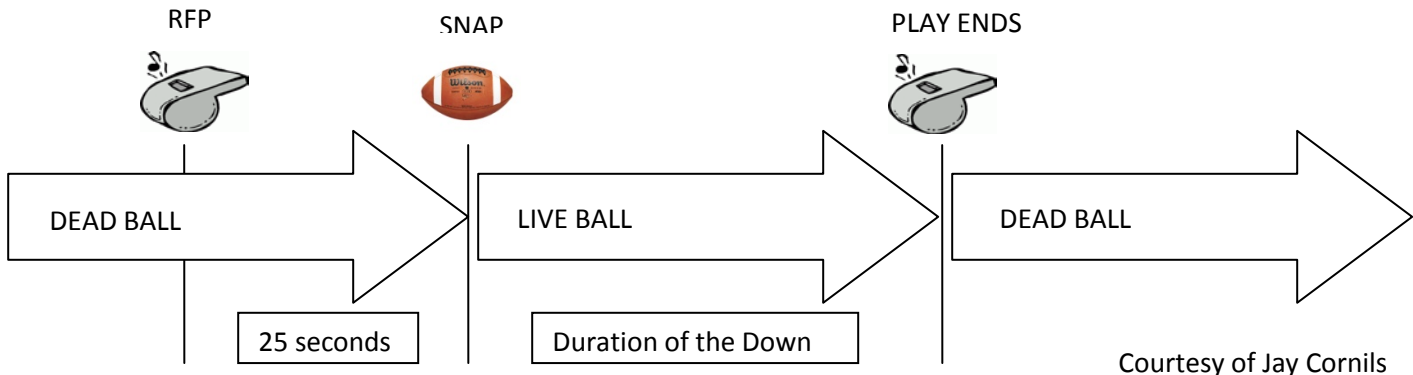 RFP
SNAP
PLAY ENDS
Wilson
DEAD BALL
LIVE BALL
DEAD BALL
25 seconds
Duration of the Down
Courtesy of Jay Cornils